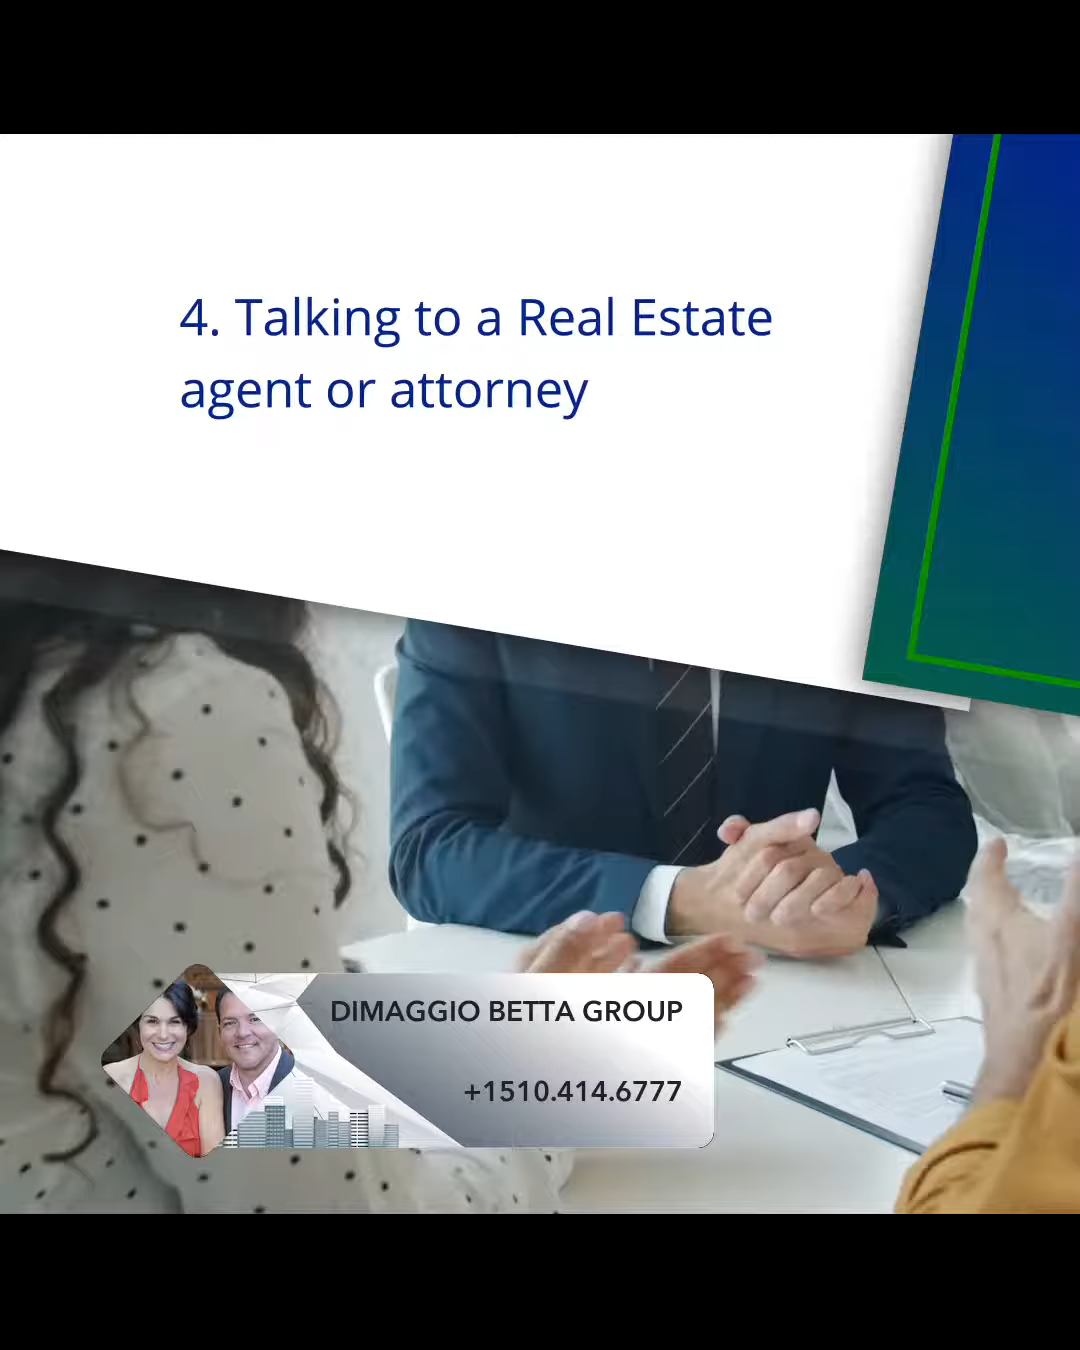 4. Talking to a Real Estate
agent or attorney
DIMAGGIO BETTA GROUP
+1510.414.6777